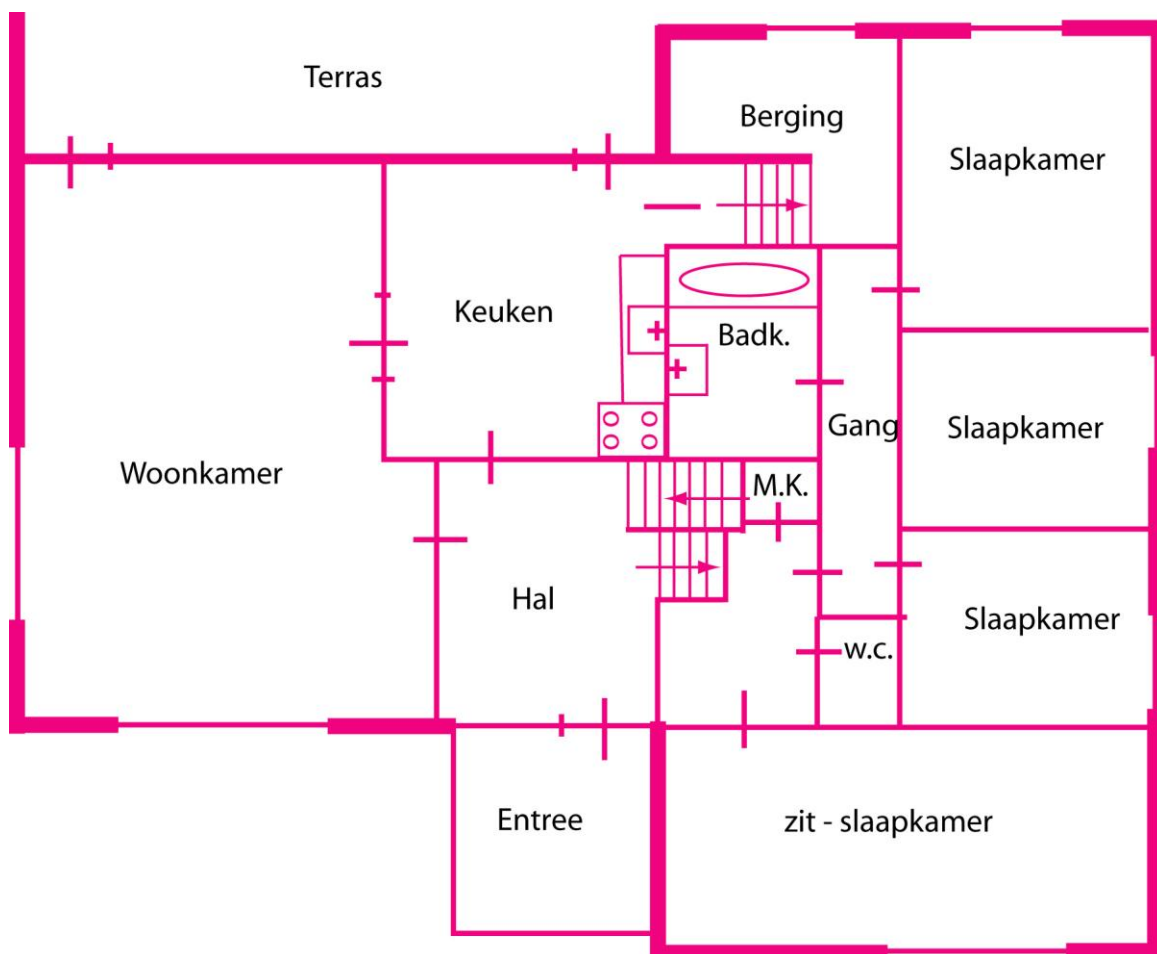 Terras
Berging
Slaapkamer
Keuken
Badk.
Gang
Slaapkamer
Woonkamer
M.K.
Hal
Slaapkamer
w.c.
Entree
zit - slaapkamer